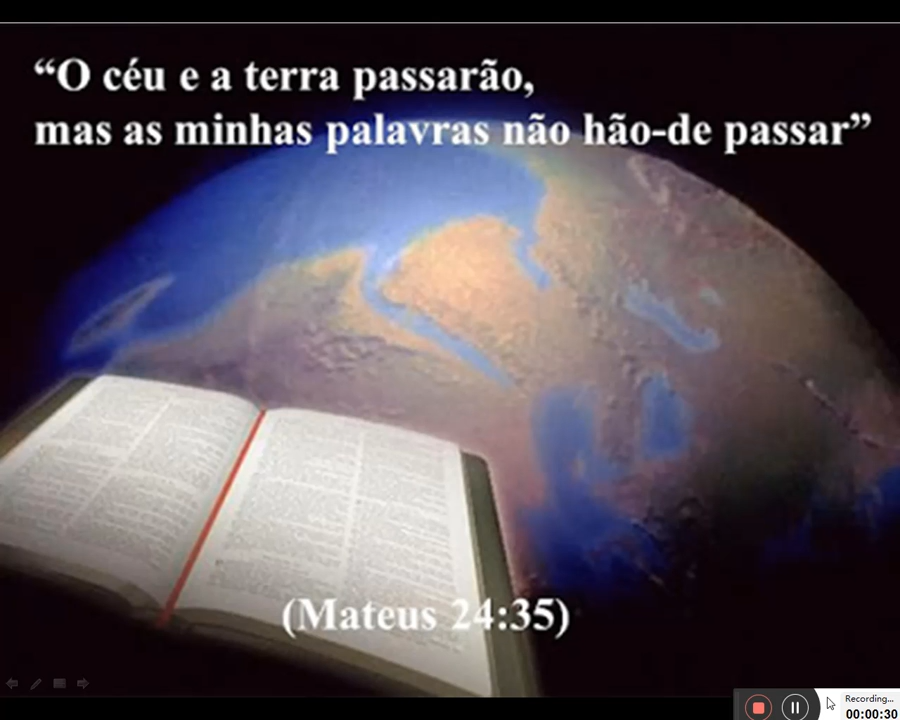 “O céu e a terra passarão,
mas as minhas palavras não hão-de passar”
(Mateus 24:35)
Recording...
00:00:30